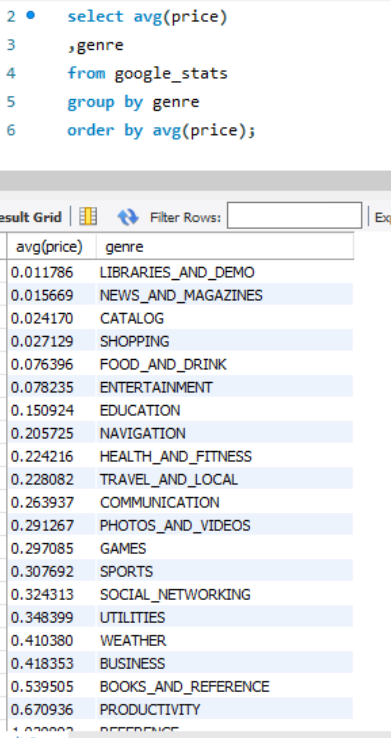 2 select avg(price)
3 ,genre
4 from google_stats
5 group by genre
6 order by avg(price);
esult Grid Filter Rows: Exp
avg(price) genre
0.011786 LIBRARIES_AND_DEMO
0.015669 NEWS_AND_MAGAZINES
0.024170 CATALOG
0.027129 SHOPPING
0.076396 FOOD_AND_DRINK
0.078235 ENTERTAINMENT
0.150924 EDUCATION
0.205725 NAVIGATION
0.224216 HEALTH_AND_FITNESS
0.228082 TRAVEL_AND_LOCAL
0.263937 COMMUNICATION
0.291267 PHOTOS_AND_VIDEOS
0.297085 GAMES
0.307692 SPORTS
0.324313 SOCIAL_NETWORKING
0.348399 UTILITIES
0.410380 WEATHER
0.418353 BUSINESS
0.539505 BOOKS_AND_REFERENCE
0.670936 PRODUCTIVITY
REFERENCE